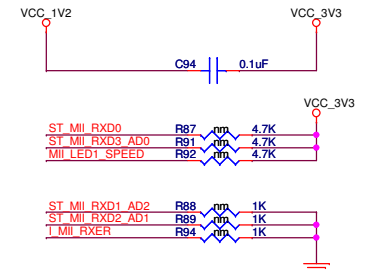 VCC_1V2 VCC_3V3
C94 0.1uF
VCC_3V3
ST_MII_RXD0 R87 nm 4.7K
ST_MII_RXD3_AD0 R91 nm 4.7K
MII_LED1_SPEED R92 nm 4.7K
ST_MII_RXD1_AD2 R88 nm 1K
ST_MII_RXD2_AD1 R89 nm 1K
I_MII_RXER R94 nm 1K